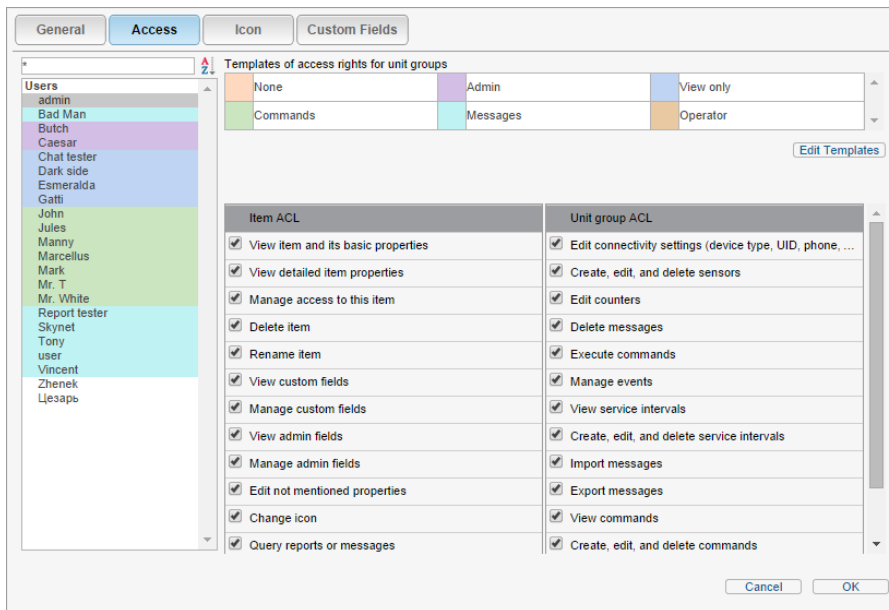 General Access Icon Custom Fields
*
A
Z
Templates of access rights for unit groups
Users
admin
Bad Man
Butch
Caesar
Chat tester
Dark side
Esmeralda
Gatti
John
Jules
Manny
Marcellus
Mark
Mr. T
Mr. White
Report tester
Skynet
Tony
user
Vincent
Zhenek
Цезарь
None Admin View only
Commands Messages Operator
Edit Templates
Item ACL Unit group ACL
View item and its basic properties Edit connectivity settings (device type, UID, phone, ...
View detailed item properties Create, edit, and delete sensors
Manage access to this item Edit counters
Delete item Delete messages
Rename item Execute commands
View custom fields Manage events
Manage custom fields View service intervals
View admin fields Create, edit, and delete service intervals
Manage admin fields Import messages
Edit not mentioned properties Export messages
Change icon View commands
Query reports or messages Create, edit, and delete commands
Cancel OK